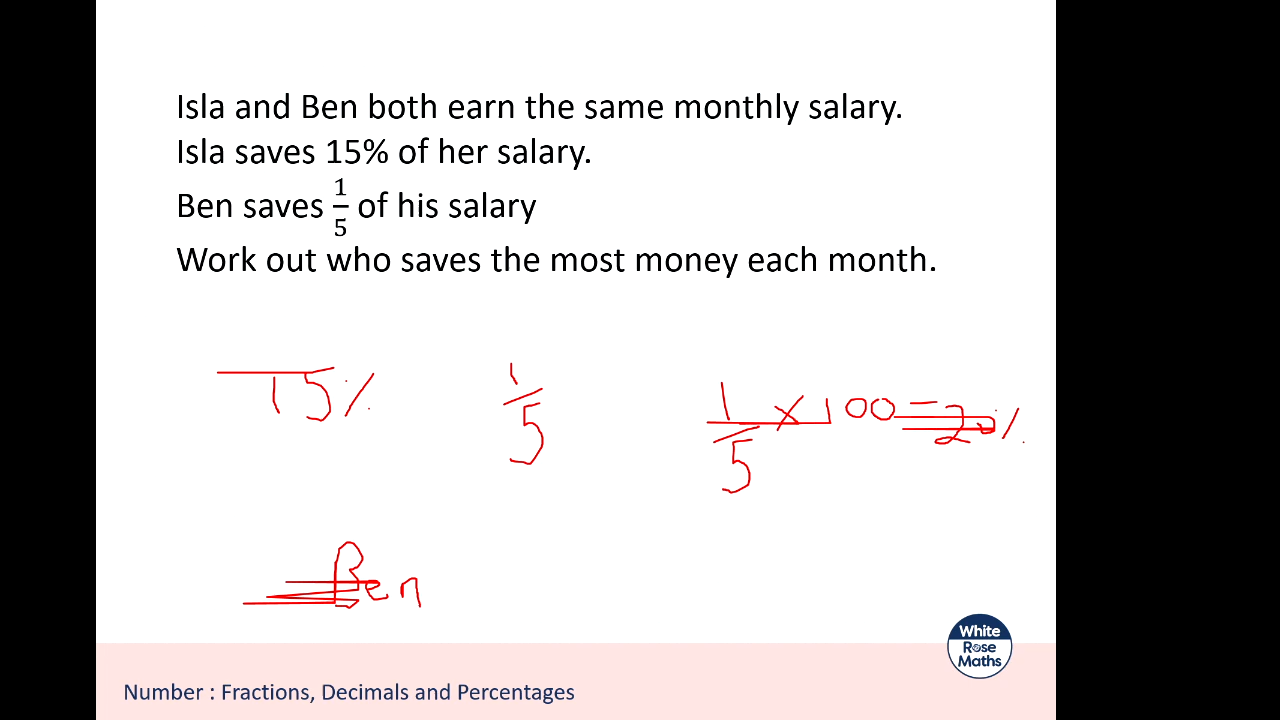 Isla and Ben both earn the same monthly salary.
Isla saves 15% of her salary.
Ben saves 1/5 of his salary
Work out who saves the most money each month.
15% 1/5 1/5 × 100 = 20%
Ben
White
Rose
Maths
Number : Fractions, Decimals and Percentages